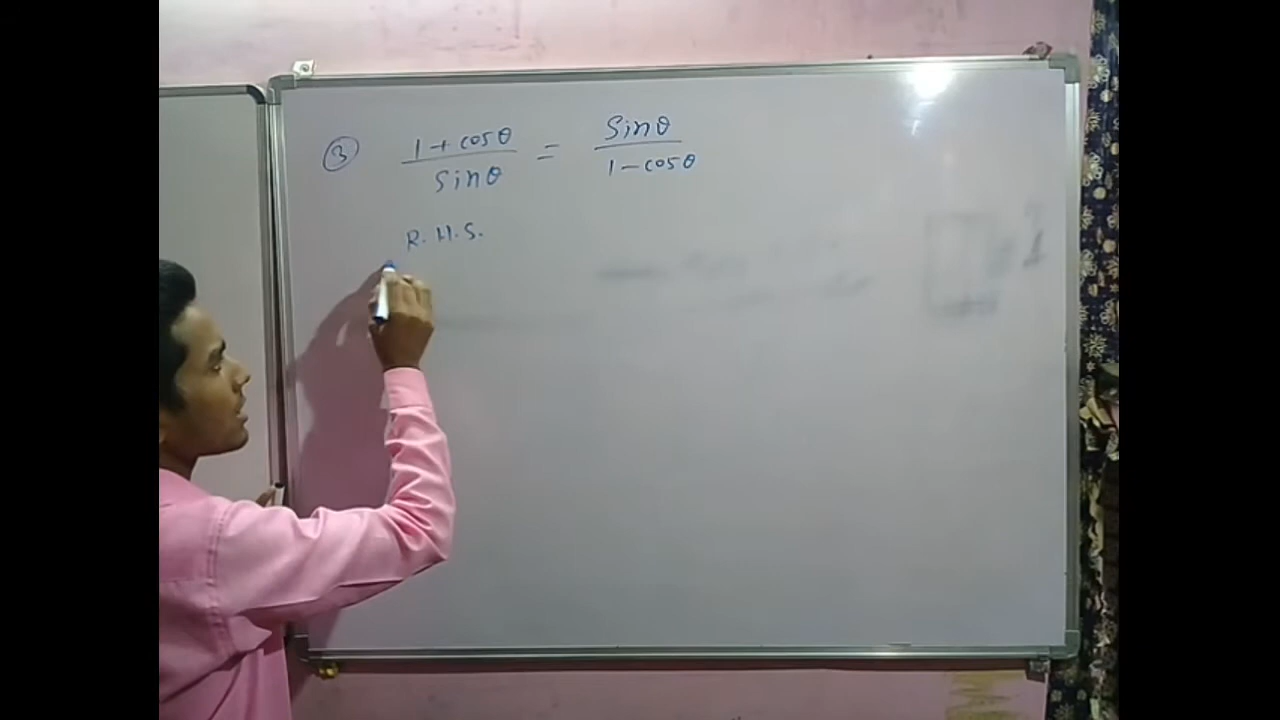 ③ 1+cosθ / sinθ = sinθ / 1-cosθ
R.H.S.